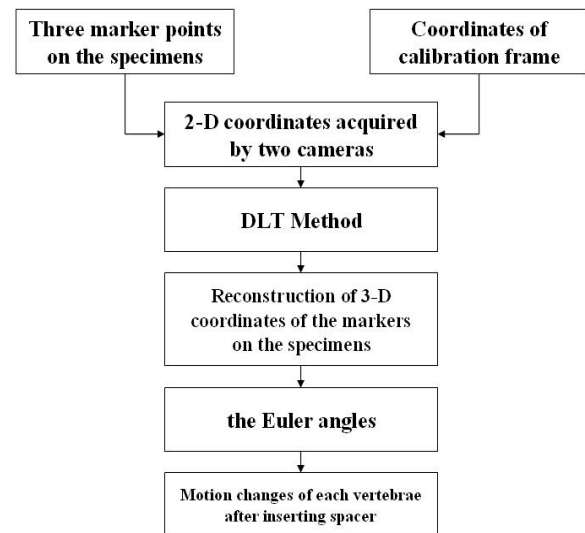 Three marker points
on the specimens
Coordinates of
calibration frame
2-D coordinates acquired
by two cameras
DLT Method
Reconstruction of 3-D
coordinates of the markers
on the specimens
the Euler angles
Motion changes of each vertebrae
after inserting spacer